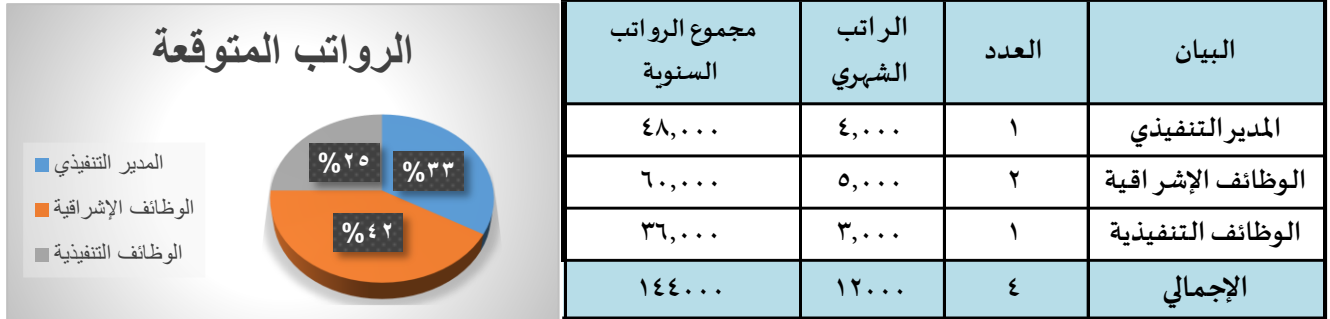 البيان العدد الراتب الشهري مجموع الرواتب السنوية
المدير التنفيذي ١ ٤,٠٠٠ ٤٨,٠٠٠
الوظائف الإشراقية ٢ ٥,٠٠٠ ٦٠,٠٠٠
الوظائف التنفيذية ١ ٣,٠٠٠ ٣٦,٠٠٠
الإجمالي ٤ ١٢٠٠٠ ١٤٤٠٠٠
الرواتب المتوقعة
٣٣%
٢٥%
٤٢%
المدير التنفيذي
الوظائف الإشراقية
الوظائف التنفيذية